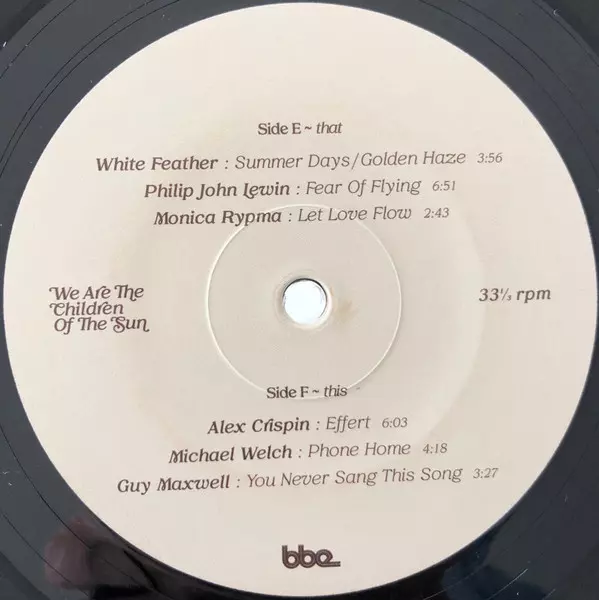 Side E ~ that
White Feather : Summer Days/Golden Haze 3:56
Philip John Lewin : Fear Of Flying 6:51
Monica Rypma : Let Love Flow 2:43
We Are The
Children
Of The Sun
33⅓ rpm
Side F ~ this
Alex Crispin : Effert 6:03
Michael Welch : Phone Home 4:18
Guy Maxwell : You Never Sang This Song 3:27
bbe